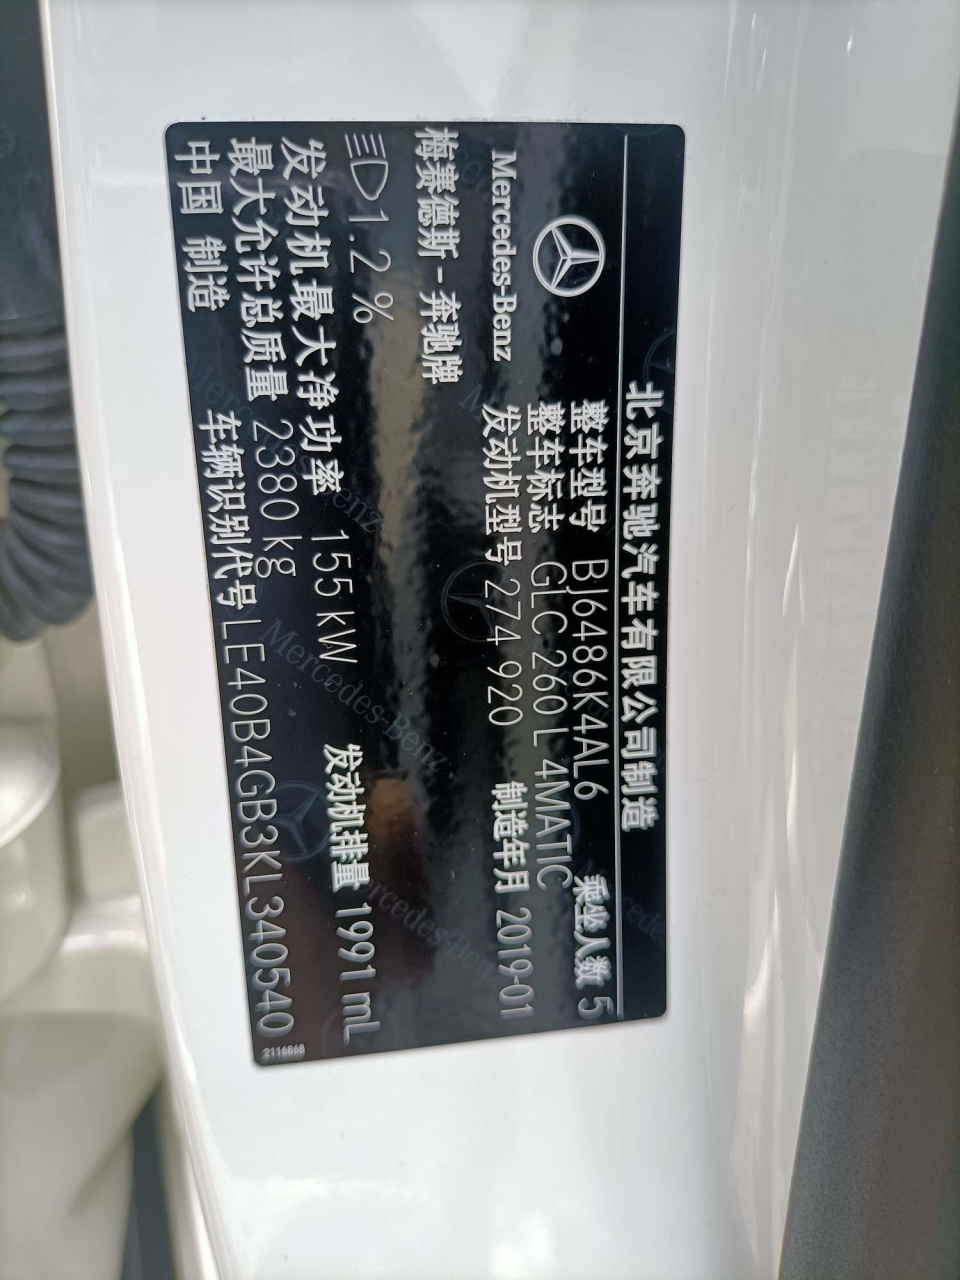 北京奔驰汽车有限公司制造
整车型号 BJ6486K4AL6 乘坐人数 5
整车标志 GLC 260 L 4MATIC
Mercedes-Benz 发动机型号 274 920 制造年月 2019-01
梅赛德斯-奔驰牌
1.2%
发动机最大净功率 155 kW 发动机排量 1991 mL
最大允许总质量 2380 kg
中国 制造 车辆识别代号 LE40B4GB3KL340540
2116868